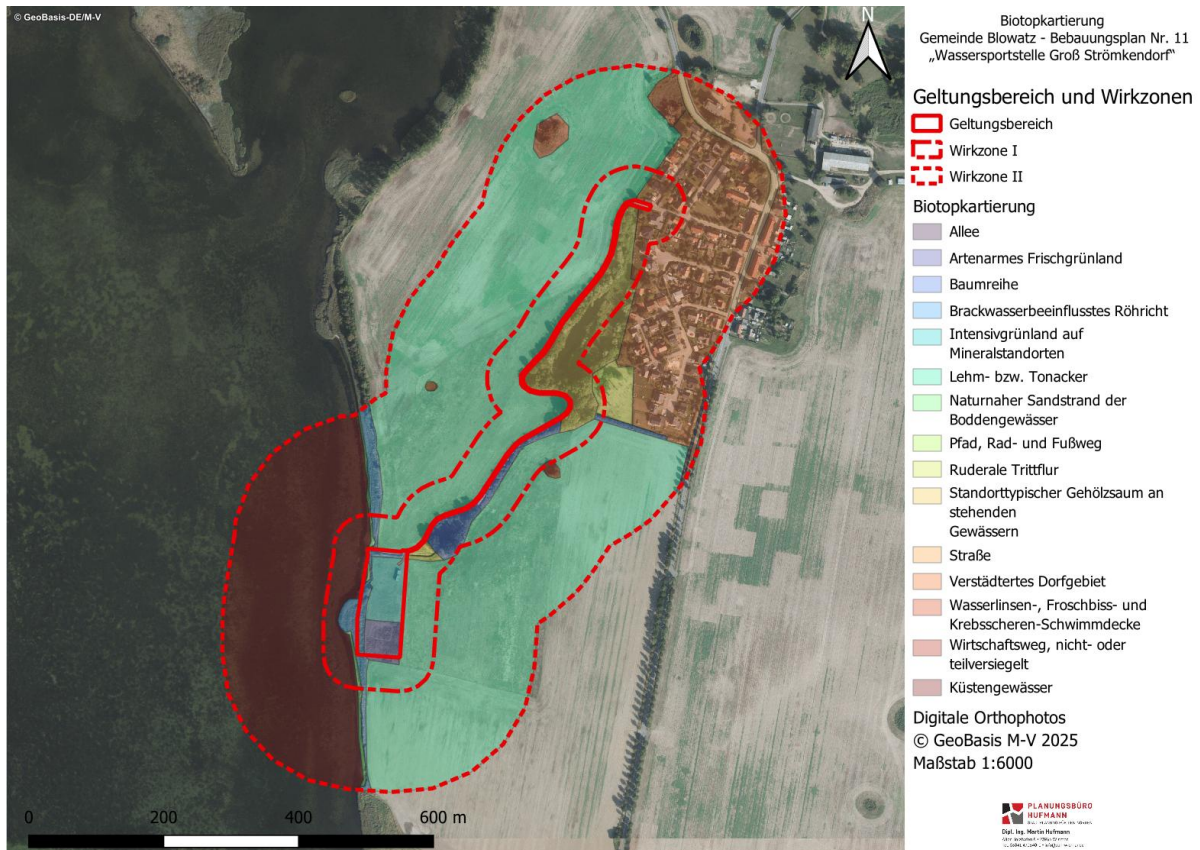 © GeoBasis-DE/M-V
N
0
200
400
600 m
Biotopkartierung
Gemeinde Blowatz - Bebauungsplan Nr. 11
„Wassersportstelle Groß Strömkendorf“
Geltungsbereich und Wirkzonen
Geltungsbereich
Wirkzone I
Wirkzone II
Biotopkartierung
Allee
Artenarmes Frischgrünland
Baumreihe
Brackwasserbeeinflusstes Röhricht
Intensivgrünland auf
Mineralstandorten
Lehm- bzw. Tonacker
Naturnaher Sandstrand der
Boddengewässer
Pfad, Rad- und Fußweg
Ruderale Trittflur
Standorttypischer Gehölzsaum an
stehenden
Gewässern
Straße
Verstädtertes Dorfgebiet
Wasserlinsen-, Froschbiss- und
Krebsscheren-Schwimmdecke
Wirtschaftsweg, nicht- oder
teilversiegelt
Küstengewässer
Digitale Orthophotos
© GeoBasis M-V 2025
Maßstab 1:6000
PLANUNGSBÜRO
HUFMANN
Dipl. Ing. Martin Hufmann